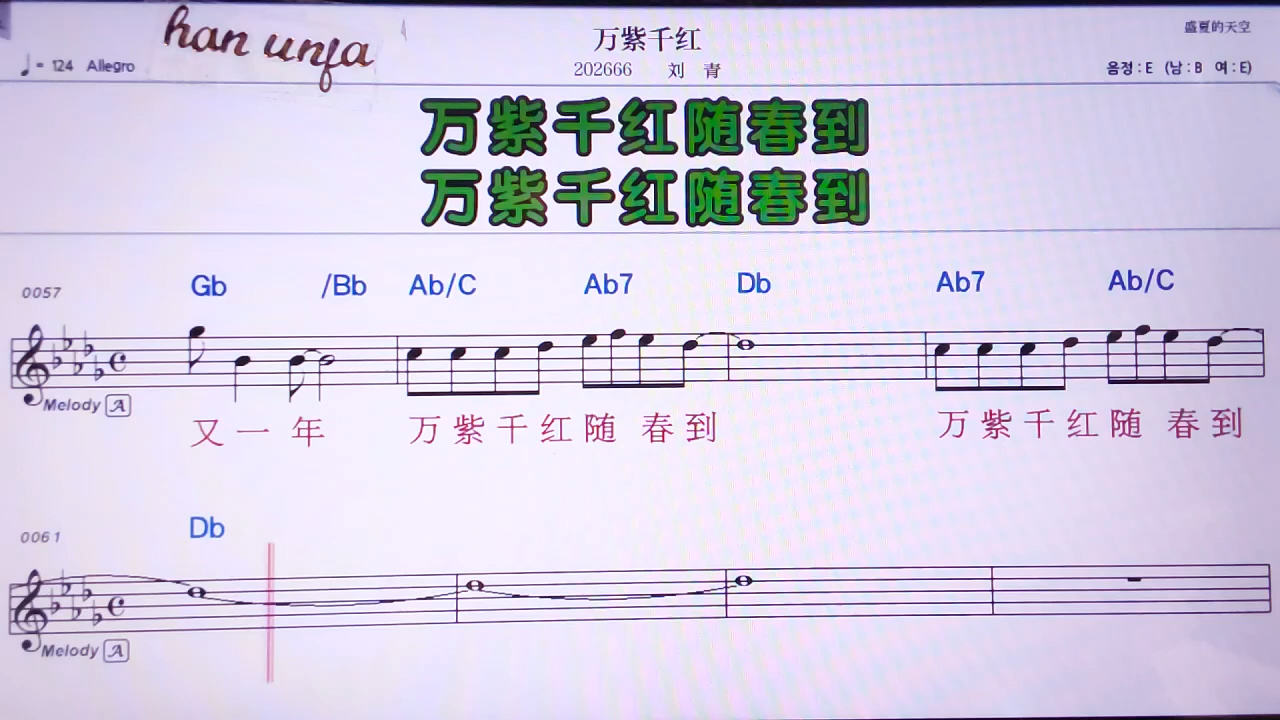 han unfa
万紫千红
盛夏的天空
= 124 Allegro
202666 刘 青
음정 : E (남 : B 여 : E)
万紫千红随春到
万紫千红随春到
0057 Gb /Bb Ab/C Ab7 Db Ab7 Ab/C
Melody A
又 一 年 万 紫 千 红 随 春 到 万 紫 千 红 随 春 到
0061 Db
Melody A